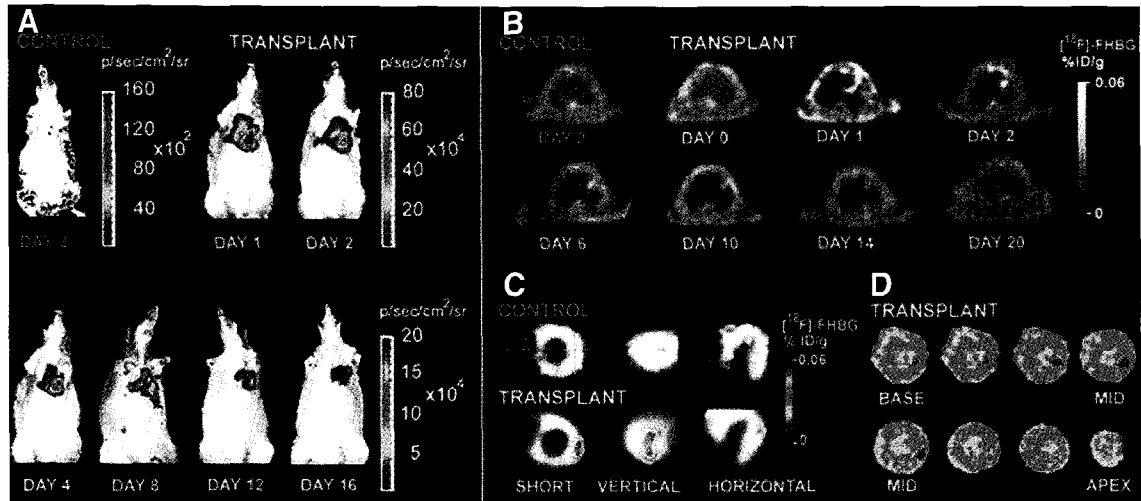 A
CONTROL
TRANSPLANT
p/sec/cm²/sr
160
120
80
40
x10²
p/sec/cm²/sr
80
60
40
20
x10⁴
DAY 2
DAY 1
DAY 2
p/sec/cm²/sr
20
15
10
5
x10⁴
DAY 4
DAY 8
DAY 12
DAY 16
B
CONTROL
TRANSPLANT
[¹⁸F]-FHBG
%ID/g
0.06
0
DAY 2
DAY 0
DAY 1
DAY 2
DAY 6
DAY 10
DAY 14
DAY 20
C
CONTROL
[¹⁸F]-FHBG
%ID/g
0.06
0
TRANSPLANT
SHORT
VERTICAL
HORIZONTAL
D
TRANSPLANT
BASE
MID
MID
APEX